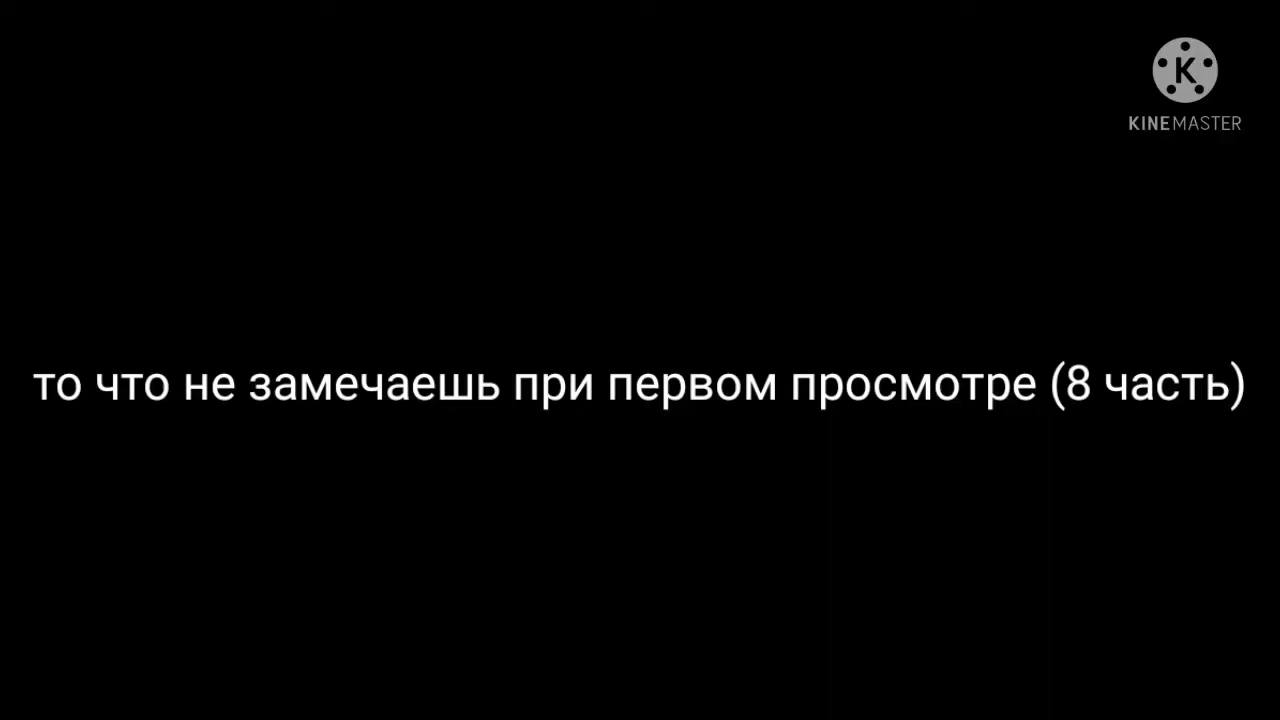 K
KINEMASTER
то что не замечаешь при первом просмотре (8 часть)